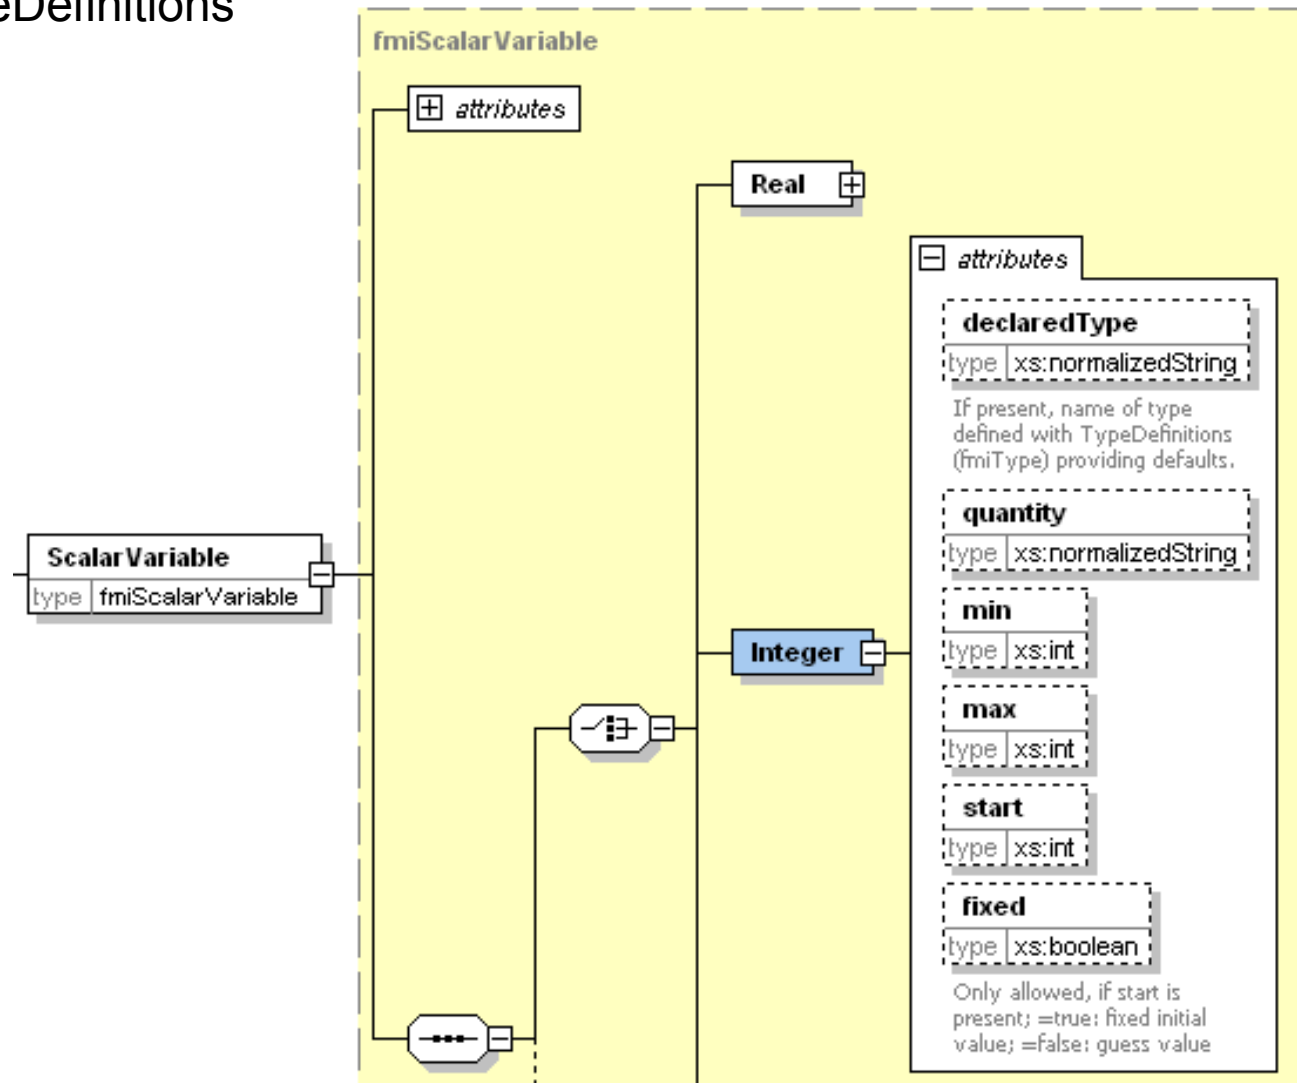 eDefinitions
fmiScalarVariable
attributes
Real
attributes
declaredType
type xs:normalizedString
If present, name of type
defined with TypeDefinitions
(fmiType) providing defaults.
quantity
type xs:normalizedString
ScalarVariable
type fmiScalarVariable
min
type xs:int
Integer
max
type xs:int
start
type xs:int
fixed
type xs:boolean
Only allowed, if start is
present; =true: fixed initial
value; =false: guess value